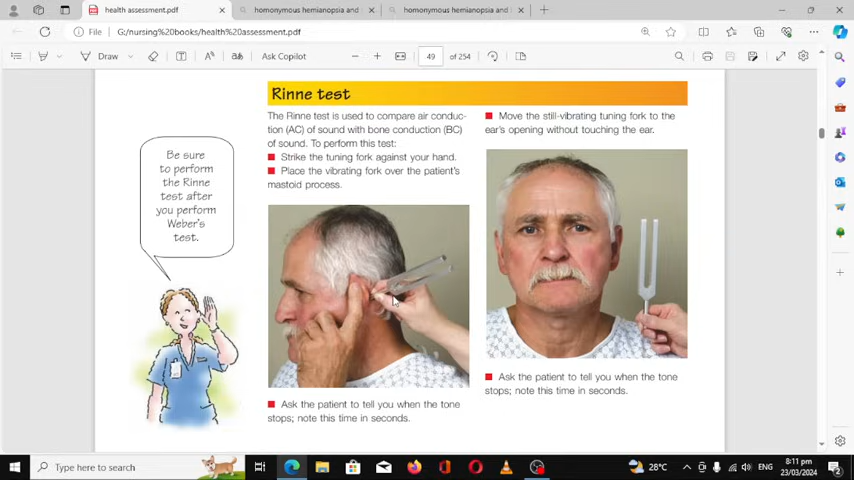 health assessment.pdf
homonymous hemianopsia and
homonymous hemianopsia and
File
G:/nursing%20books/health%20assessment.pdf
Draw
Ask Copilot
49
of 254
Rinne test
The Rinne test is used to compare air conduc-
tion (AC) of sound with bone conduction (BC)
of sound. To perform this test:
Strike the tuning fork against your hand.
Place the vibrating fork over the patient's
mastoid process.
Move the still-vibrating tuning fork to the
ear's opening without touching the ear.
Be sure
to perform
the Rinne
test after
you perform
Weber's
test.
Ask the patient to tell you when the tone
stops; note this time in seconds.
Ask the patient to tell you when the tone
stops; note this time in seconds.
Type here to search
28°C
ENG
8:11 pm
23/03/2024
2